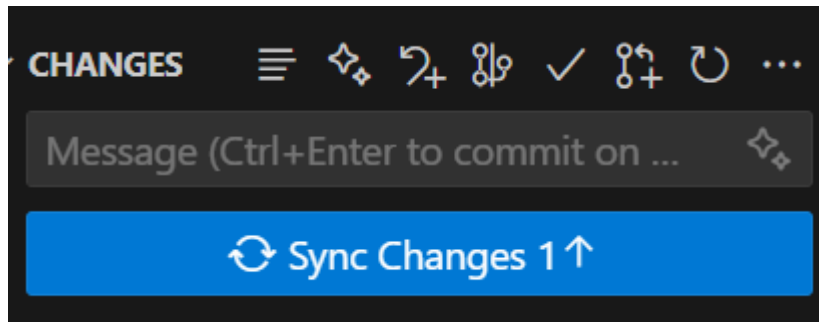 CHANGES
Message (Ctrl+Enter to commit on ...
Sync Changes 1↑